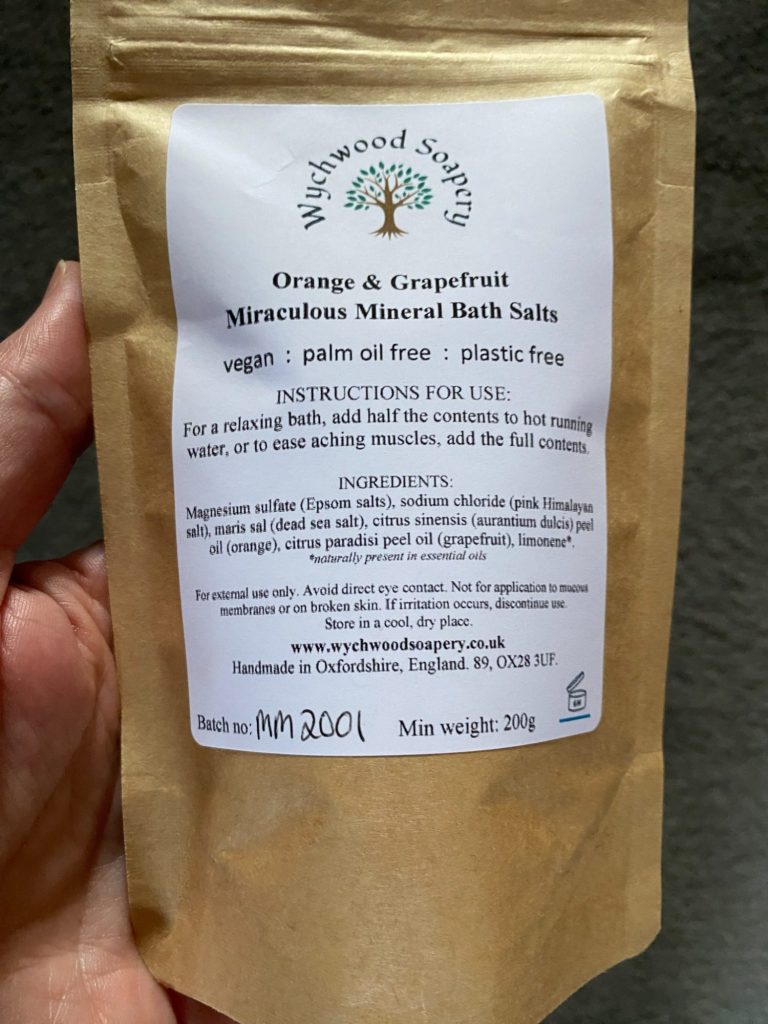 Wychwood Soapery
Orange & Grapefruit
Miraculous Mineral Bath Salts
vegan : palm oil free : plastic free
INSTRUCTIONS FOR USE:
For a relaxing bath, add half the contents to hot running
water, or to ease aching muscles, add the full contents.
INGREDIENTS:
Magnesium sulfate (Epsom salts), sodium chloride (pink Himalayan
salt), maris sal (dead sea salt), citrus sinensis (aurantium dulcis) peel
oil (orange), citrus paradisi peel oil (grapefruit), limonene*.
*naturally present in essential oils
For external use only. Avoid direct eye contact. Not for application to mucous
membranes or on broken skin. If irritation occurs, discontinue use.
Store in a cool, dry place.
www.wychwoodsoapery.co.uk
Handmade in Oxfordshire, England. 89, OX28 3UF.
6M
Batch no: MM2001 Min weight: 200g